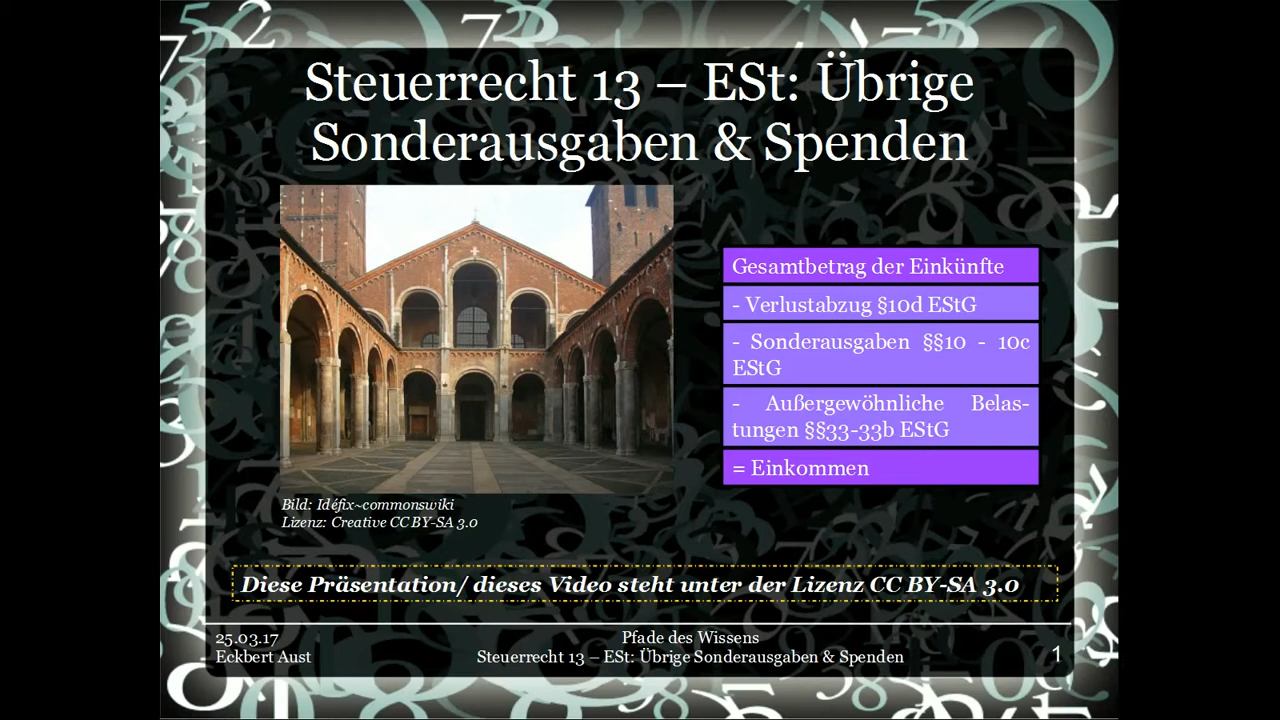 Steuerrecht 13 – ESt: Übrige
Sonderausgaben & Spenden
Gesamtbetrag der Einkünfte
- Verlustabzug §10d EStG
- Sonderausgaben §§10 - 10c
EStG
- Außergewöhnliche Belas-
tungen §§33-33b EStG
= Einkommen
Bild: Idéfix~commonswiki
Lizenz: Creative CC BY-SA 3.0
Diese Präsentation/ dieses Video steht unter der Lizenz CC BY-SA 3.0
25.03.17
Eckbert Aust
Pfade des Wissens
Steuerrecht 13 – ESt: Übrige Sonderausgaben & Spenden
1